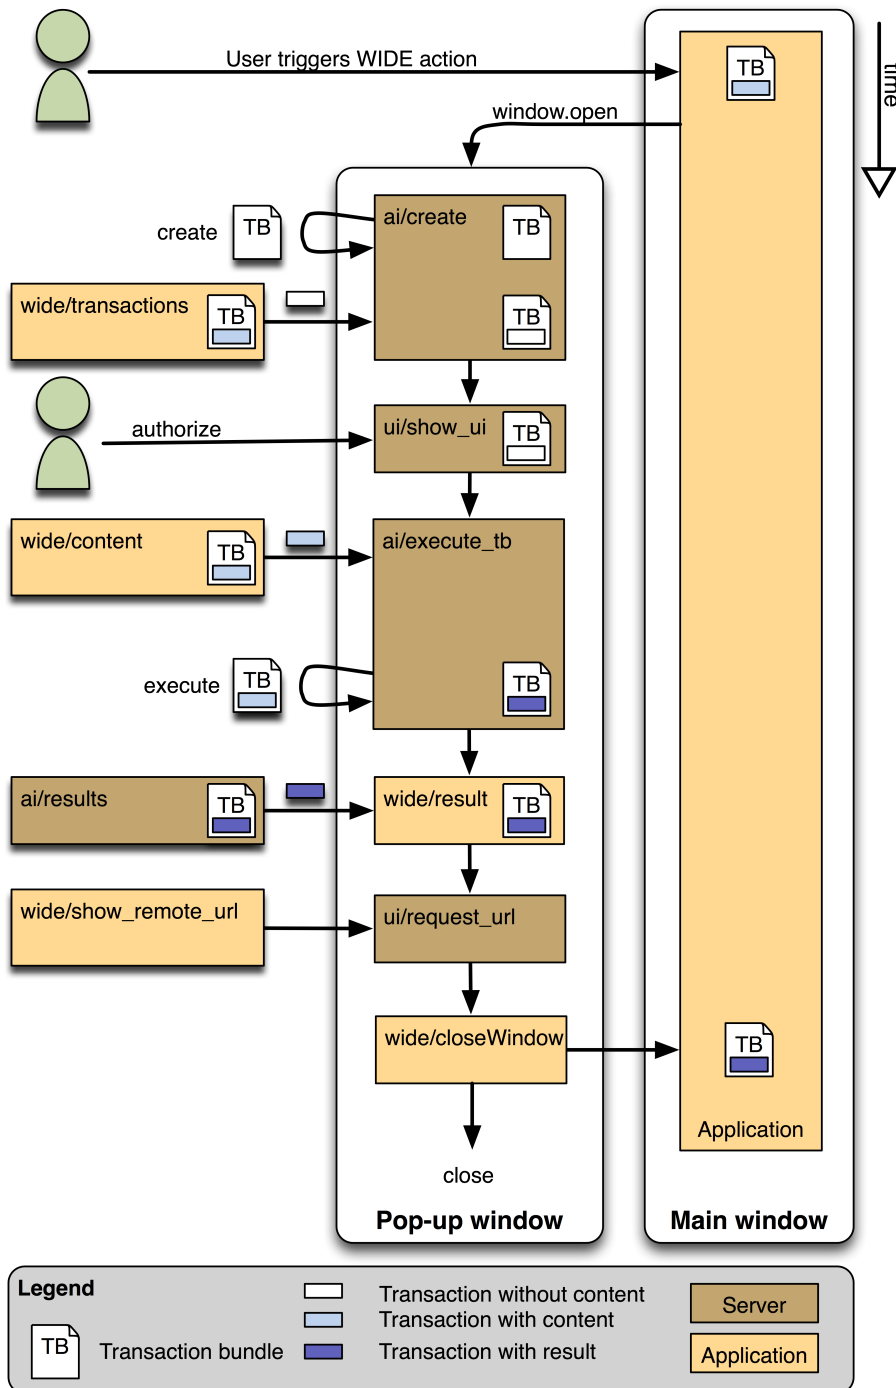 User triggers WIDE action
TB
time
window.open
create
TB
ai/create
TB
wide/transactions
TB
TB
authorize
ui/show_ui
TB
wide/content
TB
ai/execute_tb
execute
TB
TB
ai/results
TB
wide/result
TB
wide/show_remote_url
ui/request_url
wide/closeWindow
TB
Application
close
Pop-up window
Main window
Legend
TB
Transaction bundle
Transaction without content
Transaction with content
Transaction with result
Server
Application